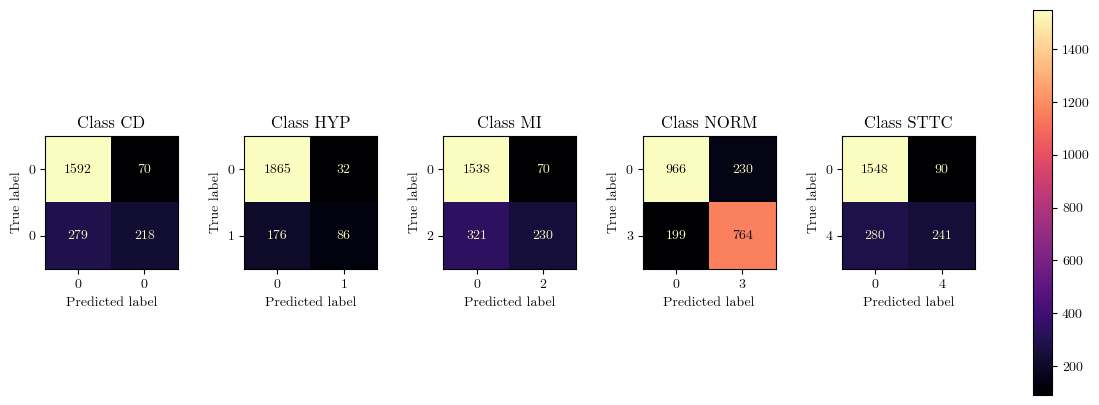 Class CD
True label
0 1592 70
0 279 218
0 0
Predicted label
Class HYP
True label
0 1865 32
1 176 86
0 1
Predicted label
Class MI
True label
0 1538 70
2 321 230
0 2
Predicted label
Class NORM
True label
0 966 230
3 199 764
0 3
Predicted label
Class STTC
True label
0 1548 90
4 280 241
0 4
Predicted label
1400
1200
1000
800
600
400
200